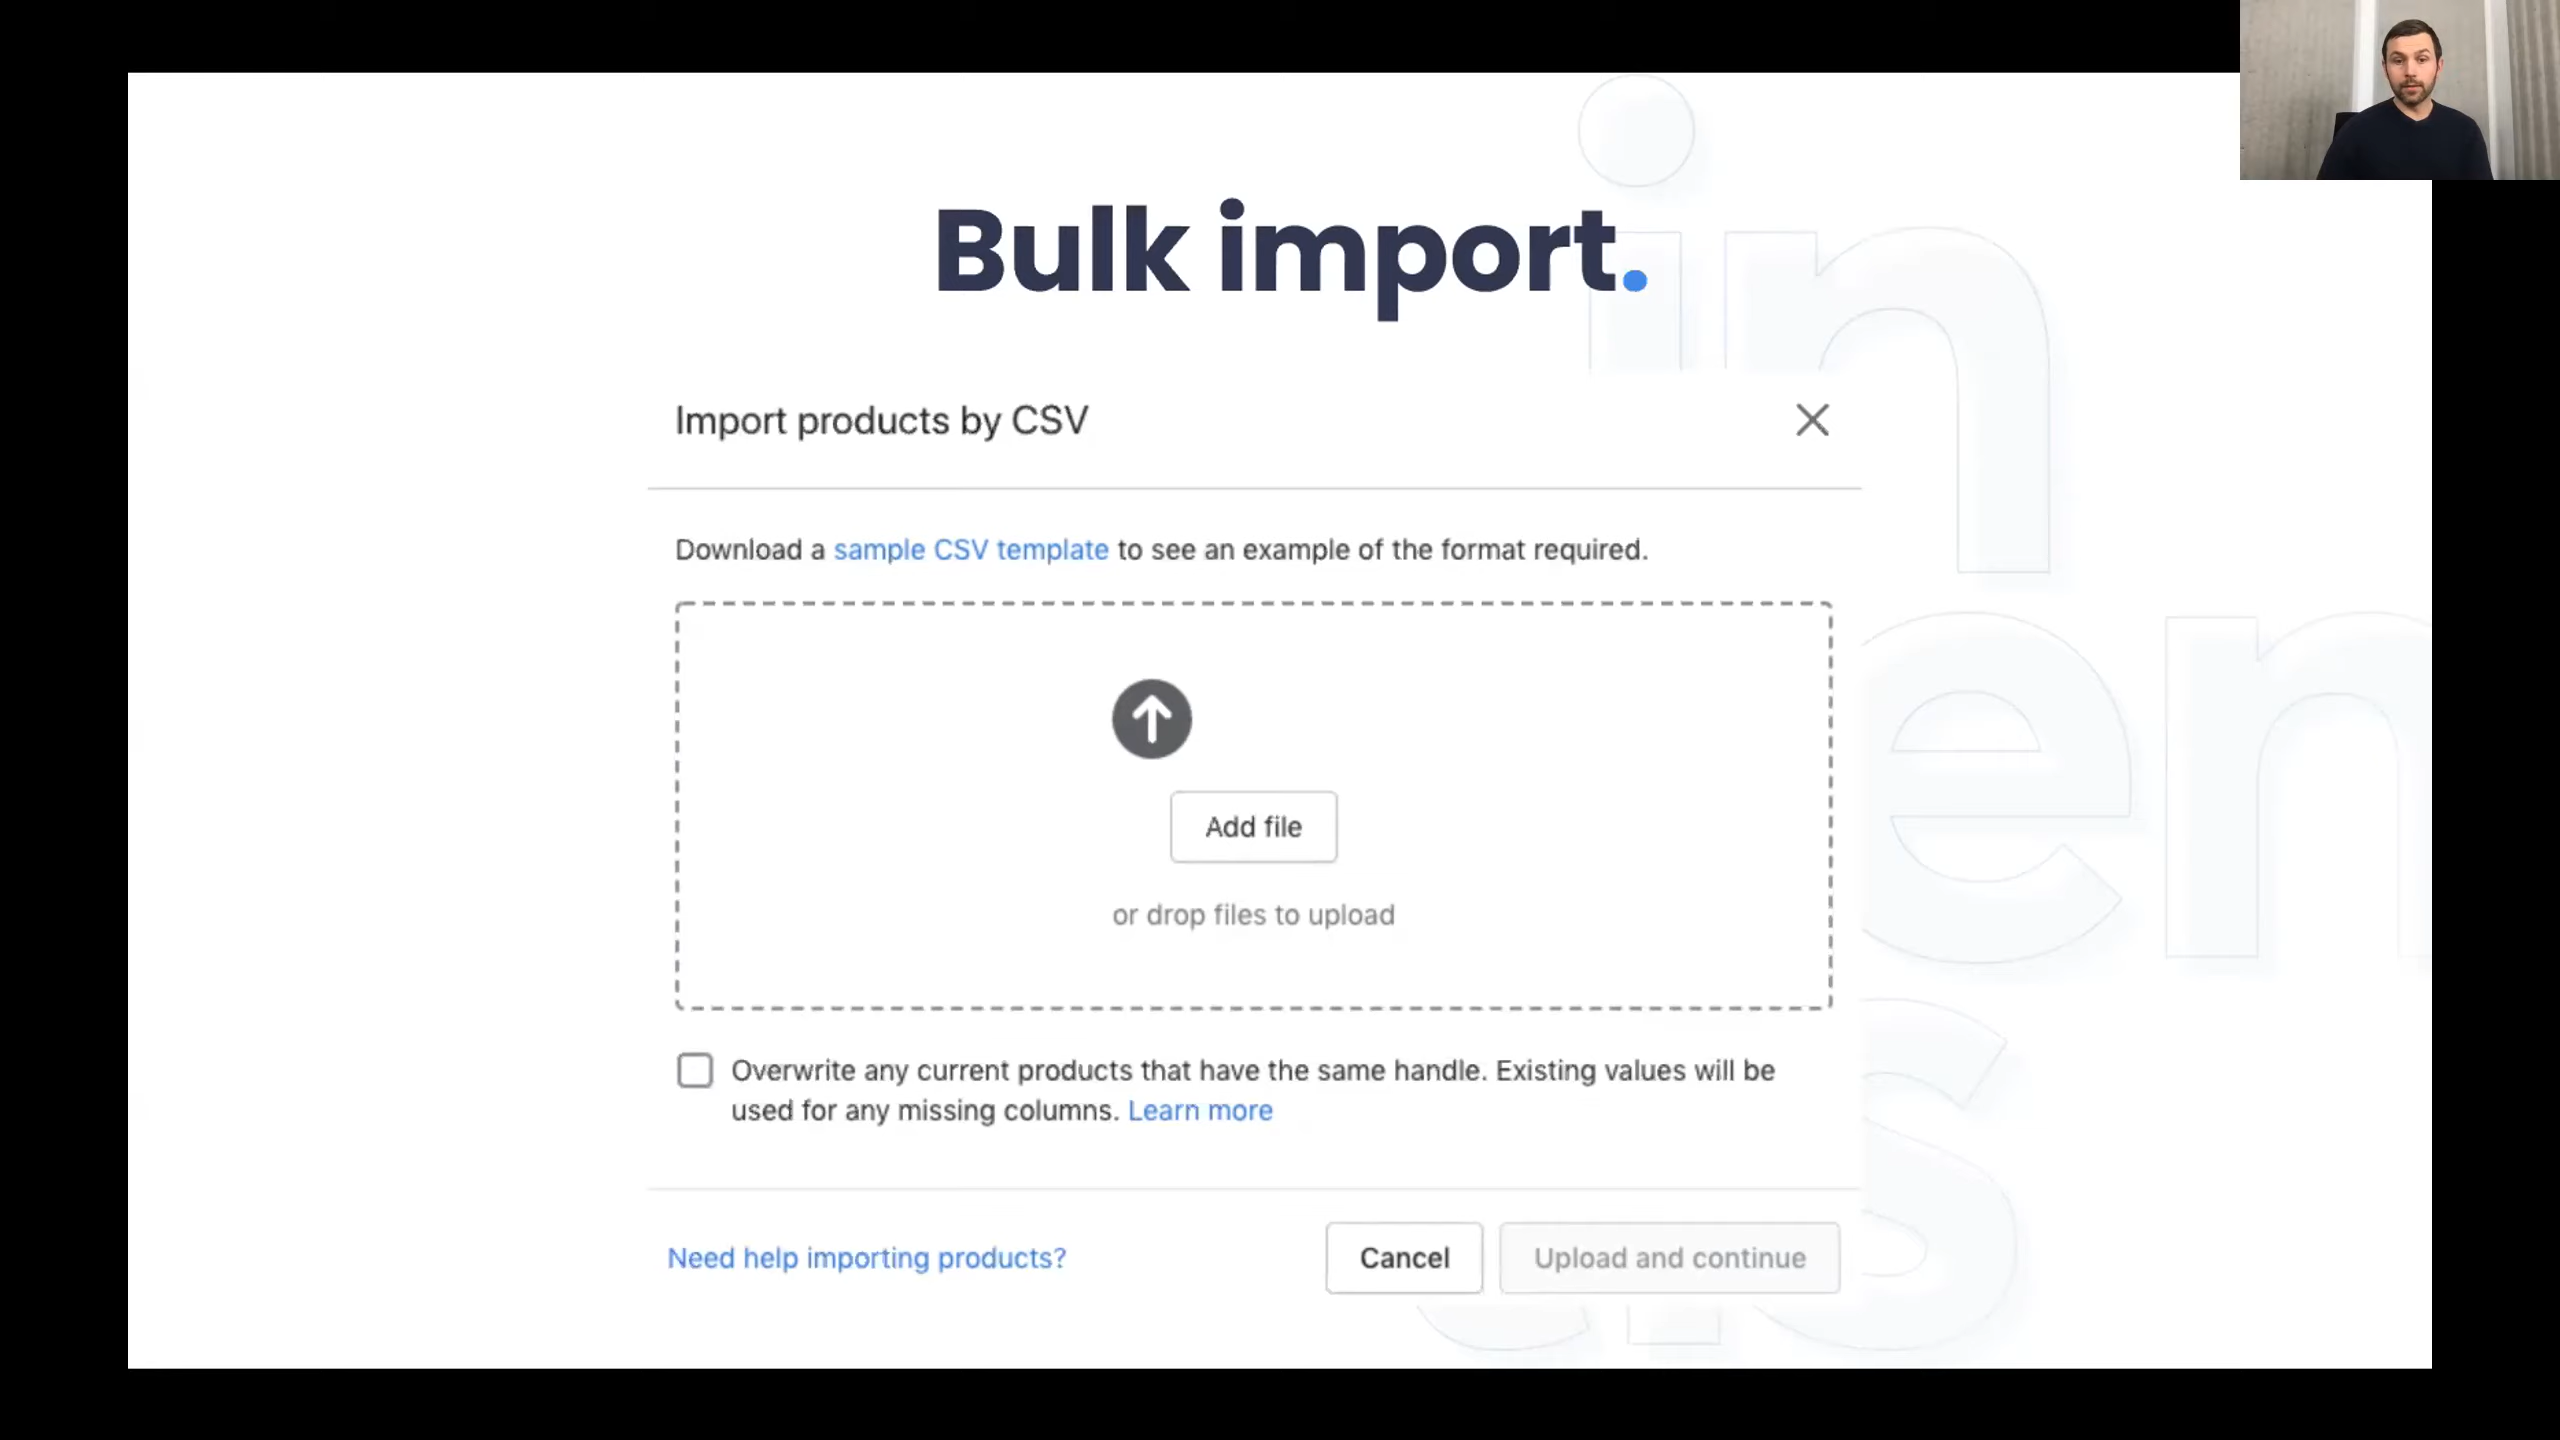 Bulk import.
Import products by CSV
Download a sample CSV template to see an example of the format required.
Add file
or drop files to upload
Overwrite any current products that have the same handle. Existing values will be
used for any missing columns. Learn more
Need help importing products?
Cancel
Upload and continue